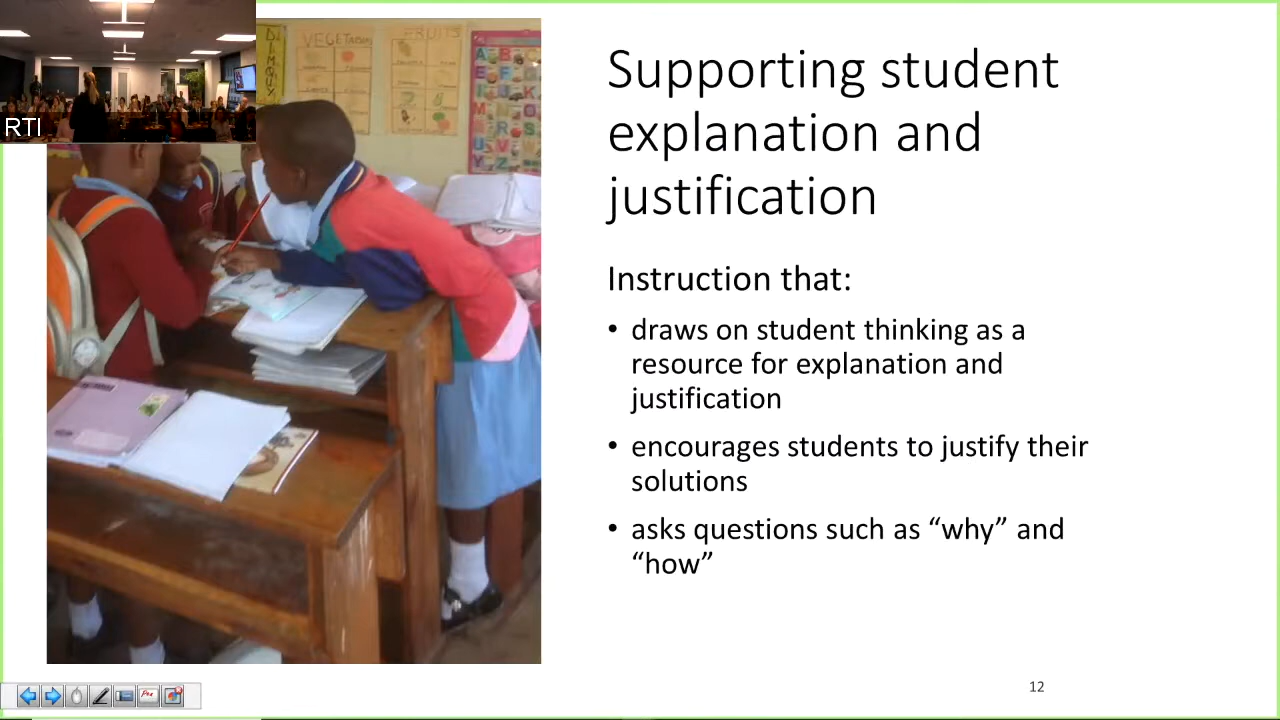 RTI
VEGETABLES
FRUITS
Supporting student
explanation and
justification
Instruction that:
• draws on student thinking as a
resource for explanation and
justification
• encourages students to justify their
solutions
• asks questions such as “why” and
“how”
12